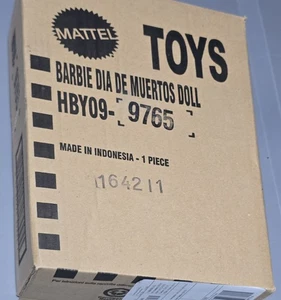 MATTEL
TOYS
BARBIE DIA DE MUERTOS DOLL
HBY09-[9765]
MADE IN INDONESIA - 1 PIECE
164211